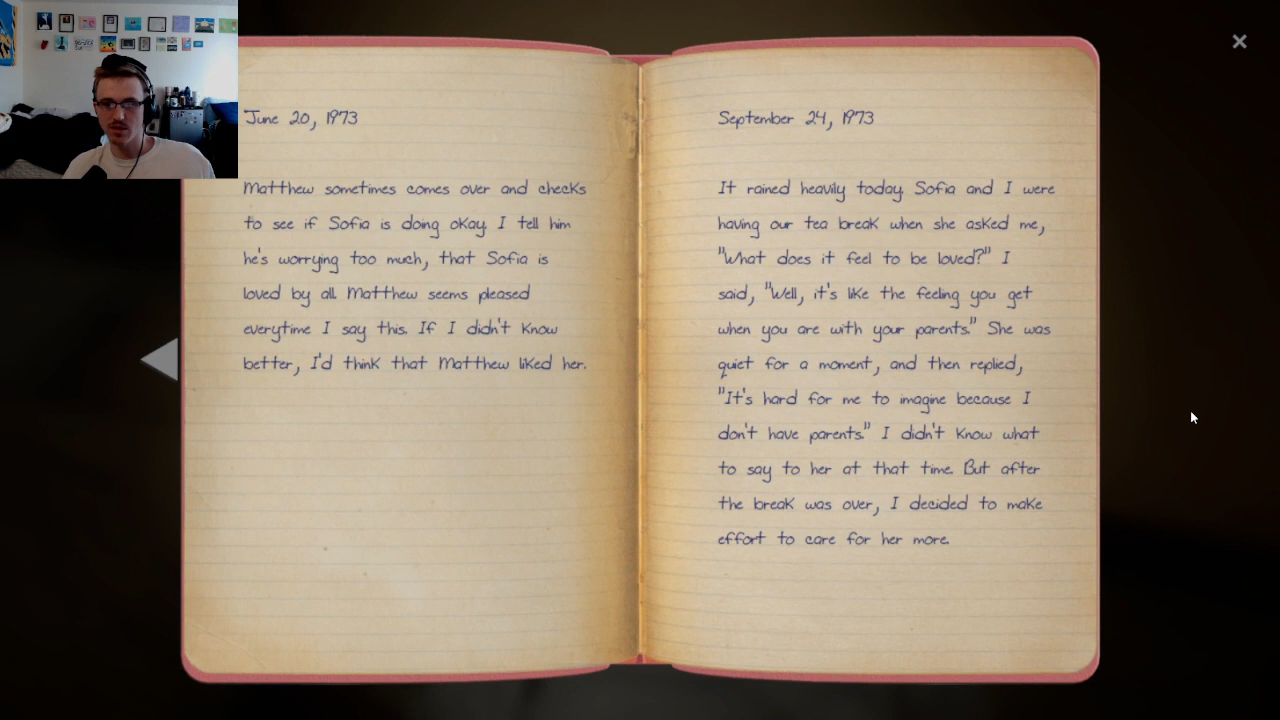 June 20, 1973
Matthew sometimes comes over and checks
to see if Sofia is doing okay. I tell him
he's worrying too much, that Sofia is
loved by all. Matthew seems pleased
everytime I say this. If I didn't know
better, I'd think that Matthew liked her.
September 24, 1973
It rained heavily today. Sofia and I were
having our tea break when she asked me,
"What does it feel to be loved?" I
said, "Well, it's like the feeling you get
when you are with your parents." She was
quiet for a moment, and then replied,
"It's hard for me to imagine because I
don't have parents." I didn't know what
to say to her at that time. But after
the break was over, I decided to make
effort to care for her more.